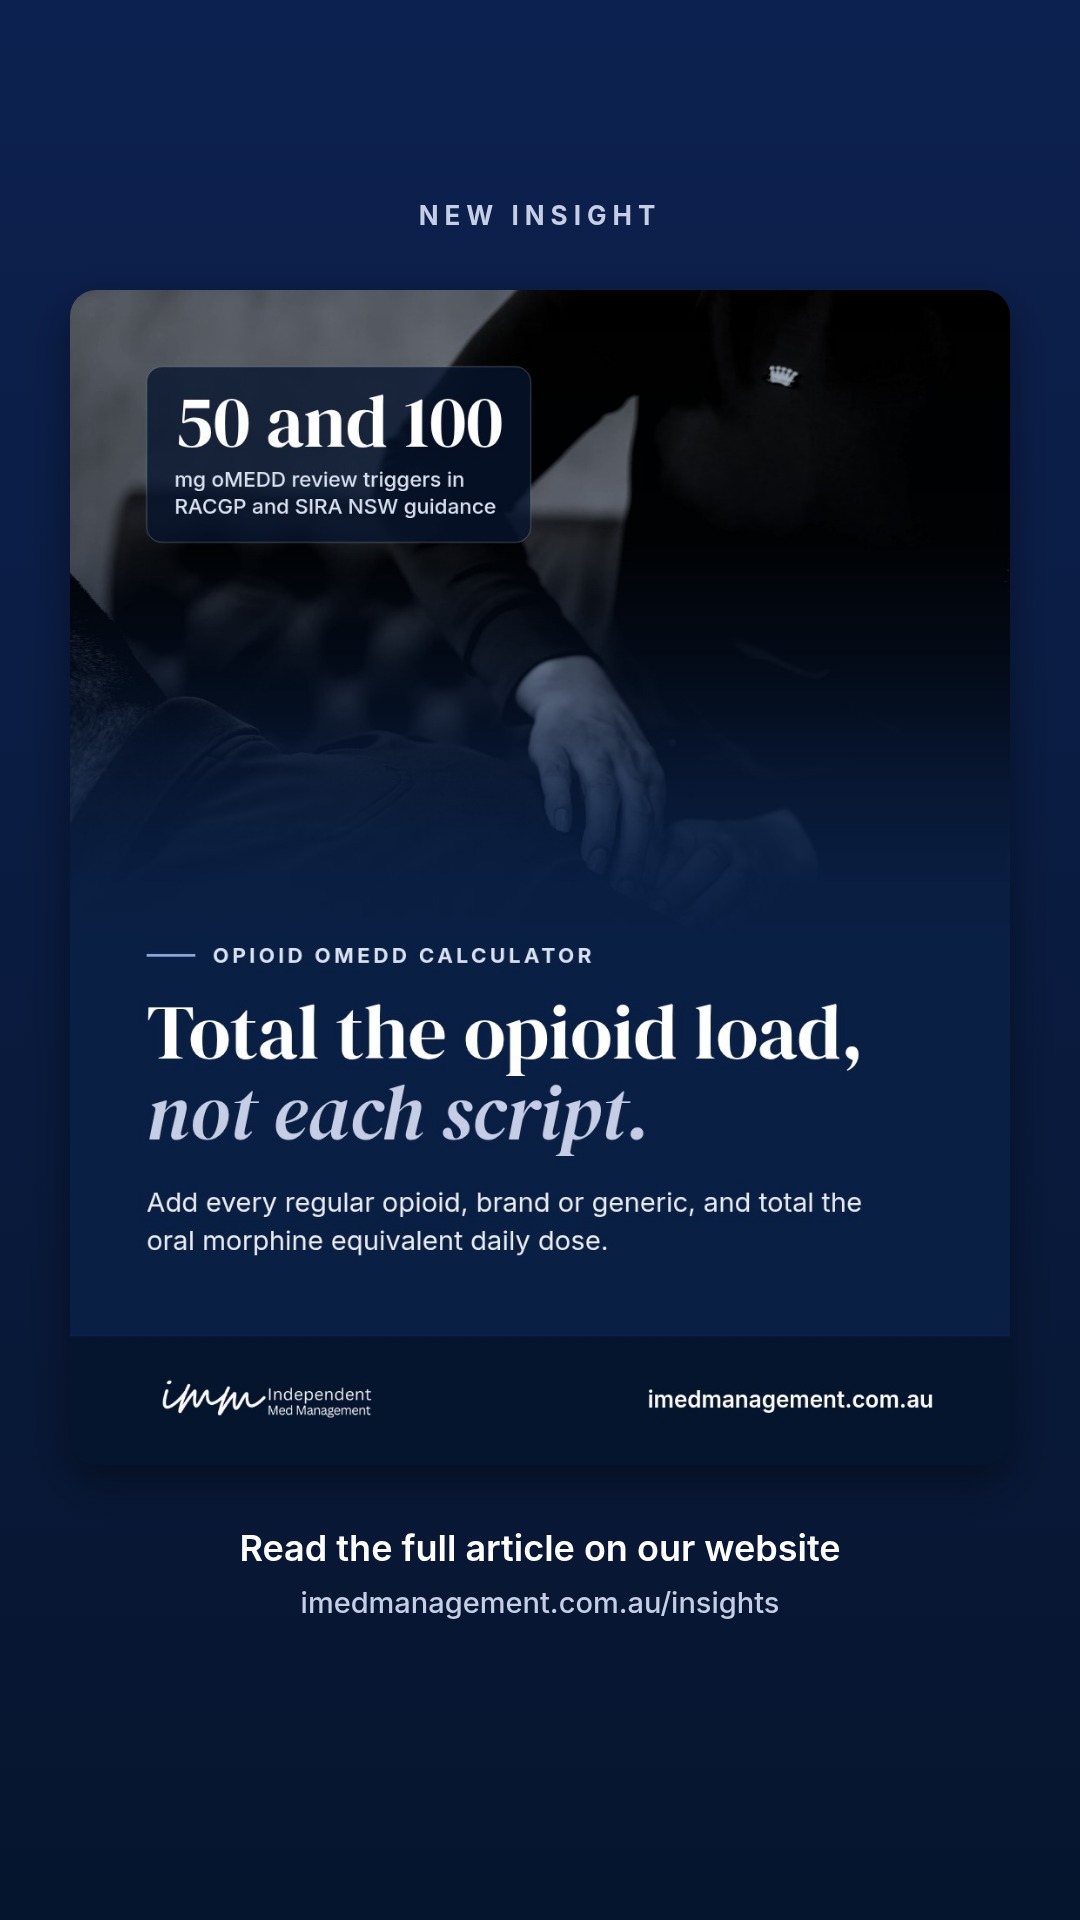 NEW INSIGHT
50 and 100
mg oMEDD review triggers in
RACGP and SIRA NSW guidance
OPIOID OMEDD CALCULATOR
Total the opioid load,
not each script.
Add every regular opioid, brand or generic, and total the
oral morphine equivalent daily dose.
imm Independent
Med Management
imedmanagement.com.au
Read the full article on our website
imedmanagement.com.au/insights